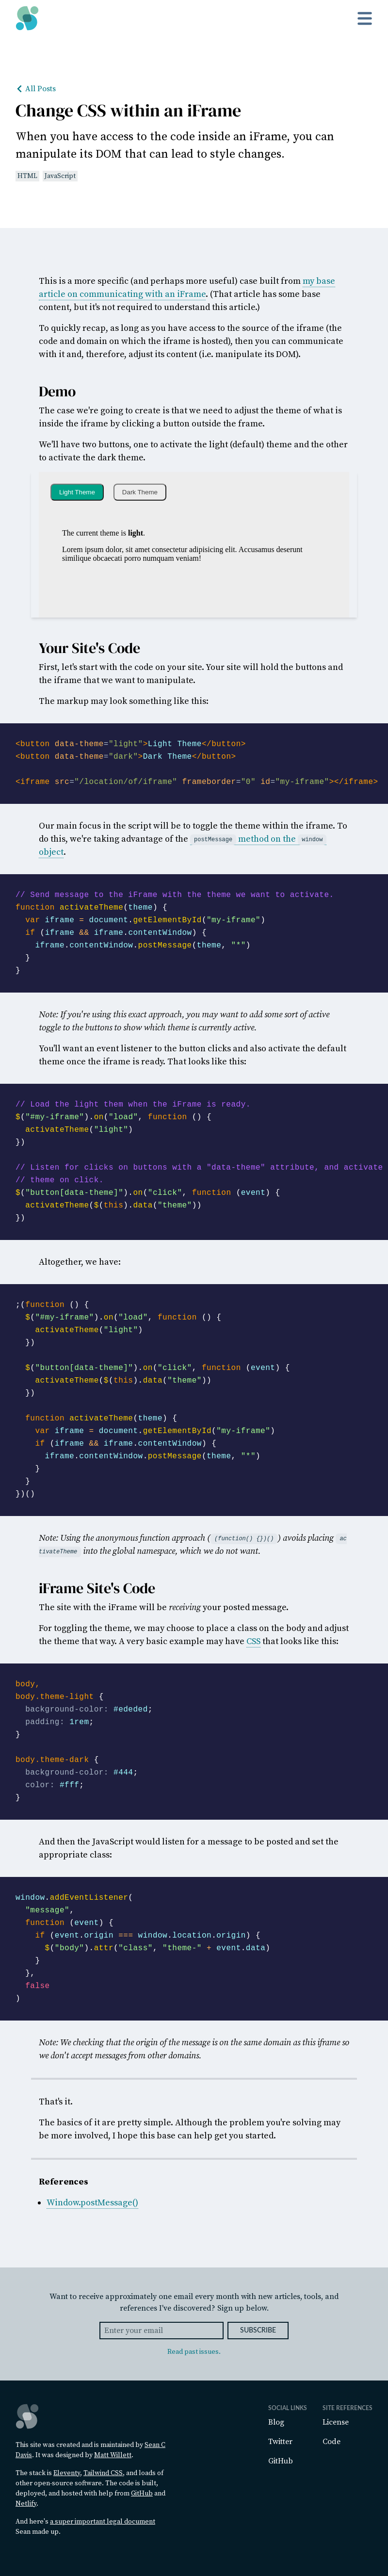 All Posts
Change CSS within an iFrame
When you have access to the code inside an iFrame, you can
manipulate its DOM that can lead to style changes.
HTML JavaScript
This is a more specific (and perhaps more useful) case built from my base
article on communicating with an iFrame. (That article has some base
content, but it's not required to understand this article.)
To quickly recap, as long as you have access to the source of the iframe (the
code and domain on which the iframe is hosted), then you can communicate
with it and, therefore, adjust its content (i.e. manipulate its DOM).
Demo
The case we're going to create is that we need to adjust the theme of what is
inside the iframe by clicking a button outside the frame.
We'll have two buttons, one to activate the light (default) theme and the other
to activate the dark theme.
Light Theme Dark Theme
The current theme is light.
Lorem ipsum dolor, sit amet consectetur adipisicing elit. Accusamus deserunt
similique obcaecati porro numquam veniam!
Your Site's Code
First, let's start with the code on your site. Your site will hold the buttons and
the iframe that we want to manipulate.
The markup may look something like this:
<button data-theme="light">Light Theme</button>
<button data-theme="dark">Dark Theme</button>
<iframe src="/location/of/iframe" frameborder="0" id="my-iframe"></iframe>
Our main focus in the script will be to toggle the theme within the iframe. To
do this, we're taking advantage of the postMessage method on the window
object.
// Send message to the iFrame with the theme we want to activate.
function activateTheme(theme) {
  var iframe = document.getElementById("my-iframe")
  if (iframe && iframe.contentWindow) {
    iframe.contentWindow.postMessage(theme, "*")
  }
}
Note: If you're using this exact approach, you may want to add some sort of active
toggle to the buttons to show which theme is currently active.
You'll want an event listener to the button clicks and also activate the default
theme once the iframe is ready. That looks like this:
// Load the light them when the iFrame is ready.
$("#my-iframe").on("load", function () {
  activateTheme("light")
})
// Listen for clicks on buttons with a "data-theme" attribute, and activate
// theme on click.
$("button[data-theme]").on("click", function (event) {
  activateTheme($(this).data("theme"))
})
Altogether, we have:
;(function () {
  $("#my-iframe").on("load", function () {
    activateTheme("light")
  })
  $("button[data-theme]").on("click", function (event) {
    activateTheme($(this).data("theme"))
  })
  function activateTheme(theme) {
    var iframe = document.getElementById("my-iframe")
    if (iframe && iframe.contentWindow) {
      iframe.contentWindow.postMessage(theme, "*")
    }
  }
})()
Note: Using the anonymous function approach ( (function() {})() ) avoids placing ac
tivateTheme into the global namespace, which we do not want.
iFrame Site's Code
The site with the iFrame will be receiving your posted message.
For toggling the theme, we may choose to place a class on the body and adjust
the theme that way. A very basic example may have CSS that looks like this:
body,
body.theme-light {
  background-color: #ededed;
  padding: 1rem;
}
body.theme-dark {
  background-color: #444;
  color: #fff;
}
And then the JavaScript would listen for a message to be posted and set the
appropriate class:
window.addEventListener(
  "message",
  function (event) {
    if (event.origin === window.location.origin) {
      $("body").attr("class", "theme-" + event.data)
    }
  },
  false
)
Note: We checking that the origin of the message is on the same domain as this iframe so
we don't accept messages from other domains.
That's it.
The basics of it are pretty simple. Although the problem you're solving may
be more involved, I hope this base can help get you started.
References
Window.postMessage()
Want to receive approximately one email every month with new articles, tools, and
references I've discovered? Sign up below.
Enter your email SUBSCRIBE
Read past issues.
This site was created and is maintained by Sean C
Davis. It was designed by Matt Willett.
The stack is Eleventy, Tailwind CSS, and loads of
other open-source software. The code is built,
deployed, and hosted with help from GitHub and
Netlify.
And here's a super important legal document
Sean made up.
SOCIAL LINKS
Blog
Twitter
GitHub
SITE REFERENCES
License
Code